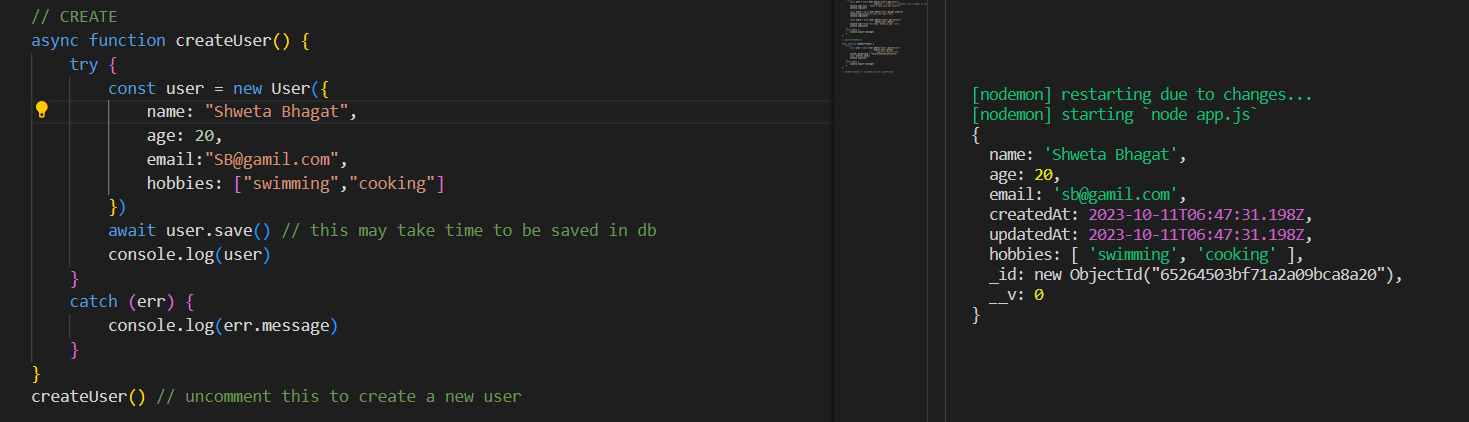 // CREATE
async function createUser() {
try {
const user = new User({
name: "Shweta Bhagat",
age: 20,
email:"SB@gamil.com",
hobbies: ["swimming","cooking"]
})
await user.save() // this may take time to be saved in db
console.log(user)
}
catch (err) {
console.log(err.message)
}
}
createUser() // uncomment this to create a new user
[nodemon] restarting due to changes...
[nodemon] starting `node app.js`
{
name: 'Shweta Bhagat',
age: 20,
email: 'sb@gamil.com',
createdAt: 2023-10-11T06:47:31.198Z,
updatedAt: 2023-10-11T06:47:31.198Z,
hobbies: [ 'swimming', 'cooking' ],
_id: new ObjectId("65264503bf71a2a09bca8a20"),
__v: 0
}